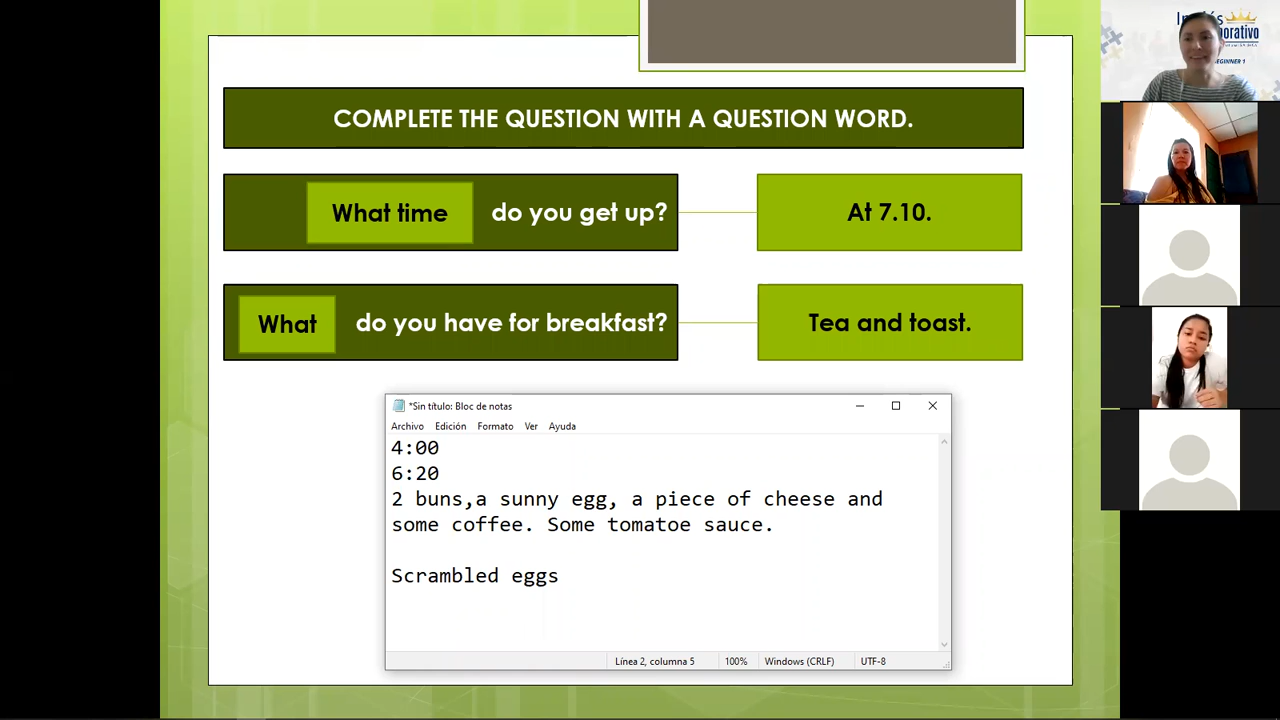 COMPLETE THE QUESTION WITH A QUESTION WORD.
What time do you get up?
At 7.10.
What do you have for breakfast?
Tea and toast.
*Sin título: Bloc de notas
Archivo Edición Formato Ver Ayuda
4:00
6:20
2 buns,a sunny egg, a piece of cheese and
some coffee. Some tomatoe sauce.
Scrambled eggs
Línea 2, columna 5 100% Windows (CRLF) UTF-8